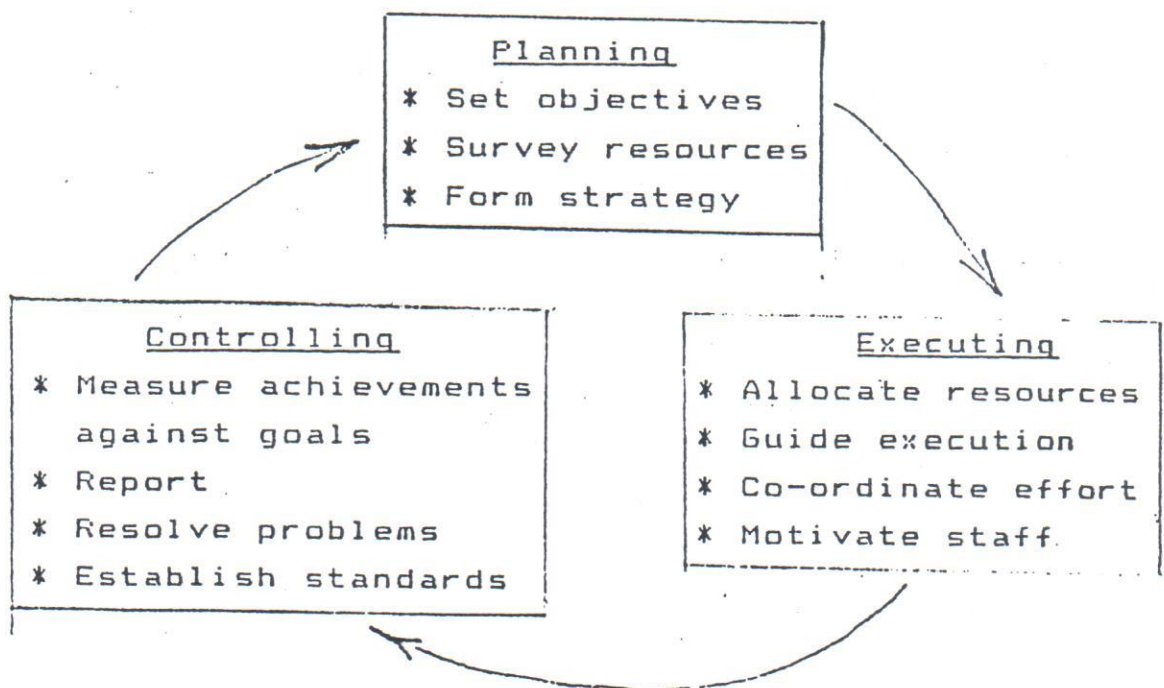 Planning
* Set objectives
* Survey resources
* Form strategy
Controlling
* Measure achievements
against goals
* Report
* Resolve problems
* Establish standards
Executing
* Allocate resources
* Guide execution
* Co-ordinate effort
* Motivate staff